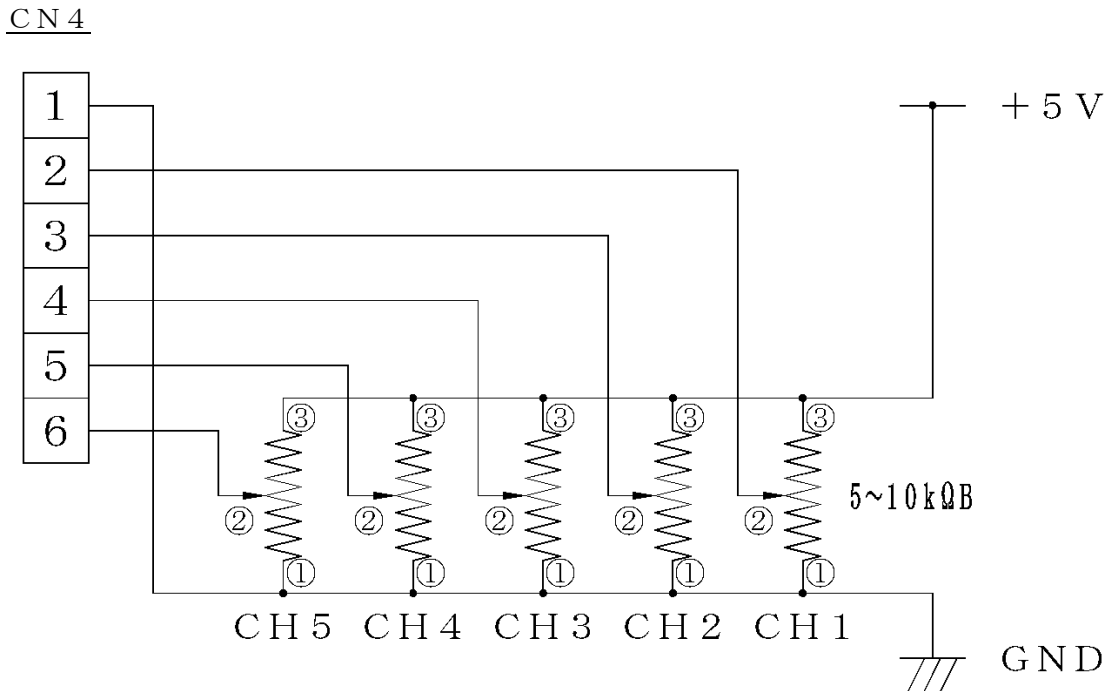 CN4
1
+5V
2
3
4
5
6
③ ③ ③ ③ ③
5~10kΩB
② ② ② ② ②
① ① ① ① ①
CH5 CH4 CH3 CH2 CH1
GND